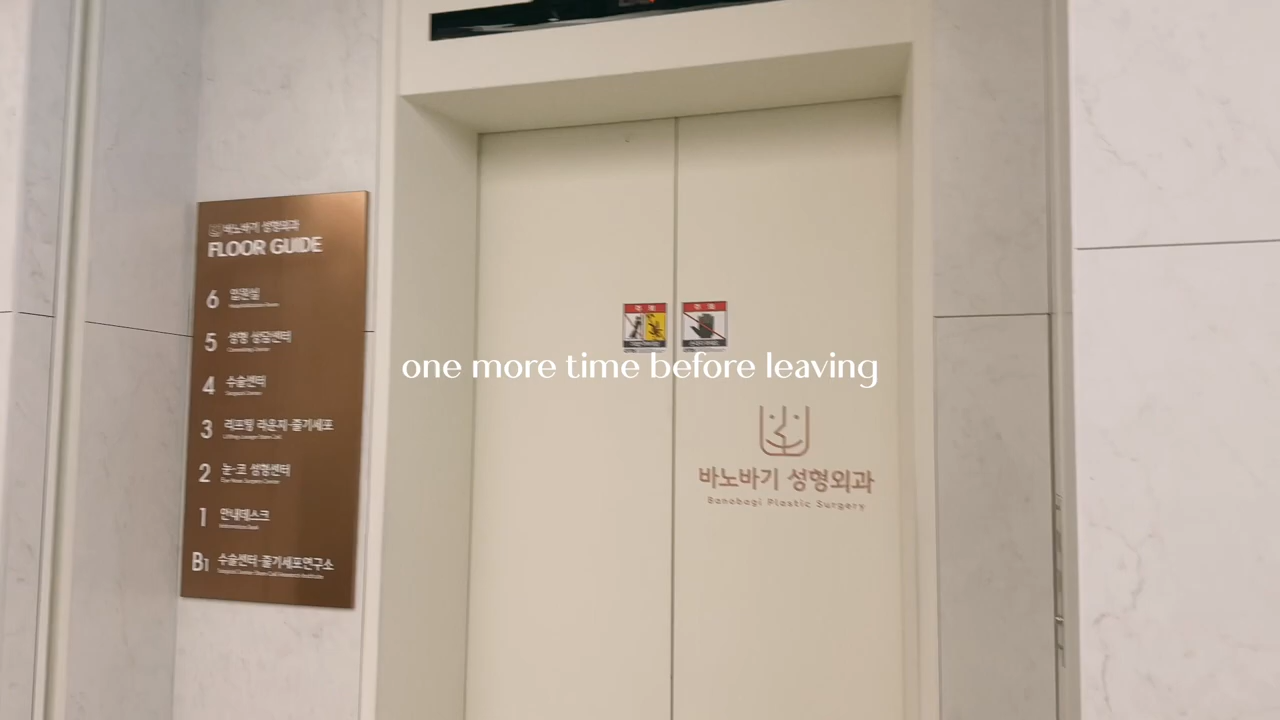 바노바기 성형외과
FLOOR GUIDE
6 입원실
5 성형 상담센터
4 수술센터
3 리프팅 라운지·줄기세포
2 눈·코 성형센터
1 안내데스크
B1 수술센터·줄기세포연구소
one more time before leaving
바노바기 성형외과
Banobagi Plastic Surgery